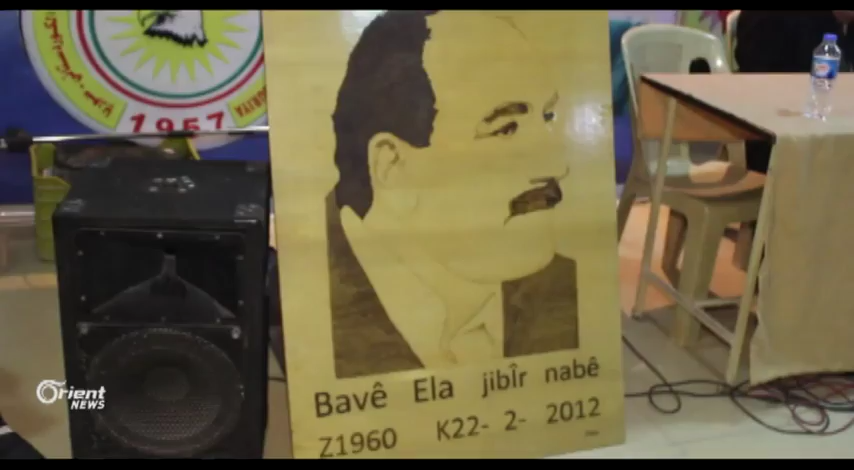 1957
Bavê Ela jibîr nabê
Z1960 K22- 2- 2012
Orient
NEWS